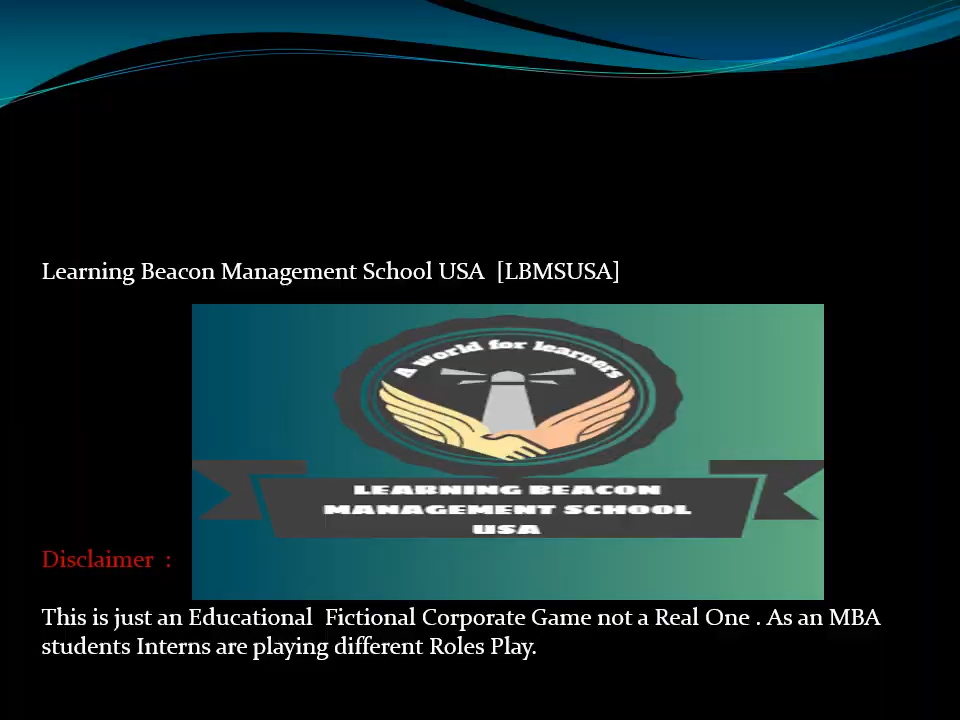 Learning Beacon Management School USA [LBMSUSA]
A world for learners
LEARNING BEACON
MANAGEMENT SCHOOL
USA
Disclaimer :
This is just an Educational Fictional Corporate Game not a Real One . As an MBA
students Interns are playing different Roles Play.